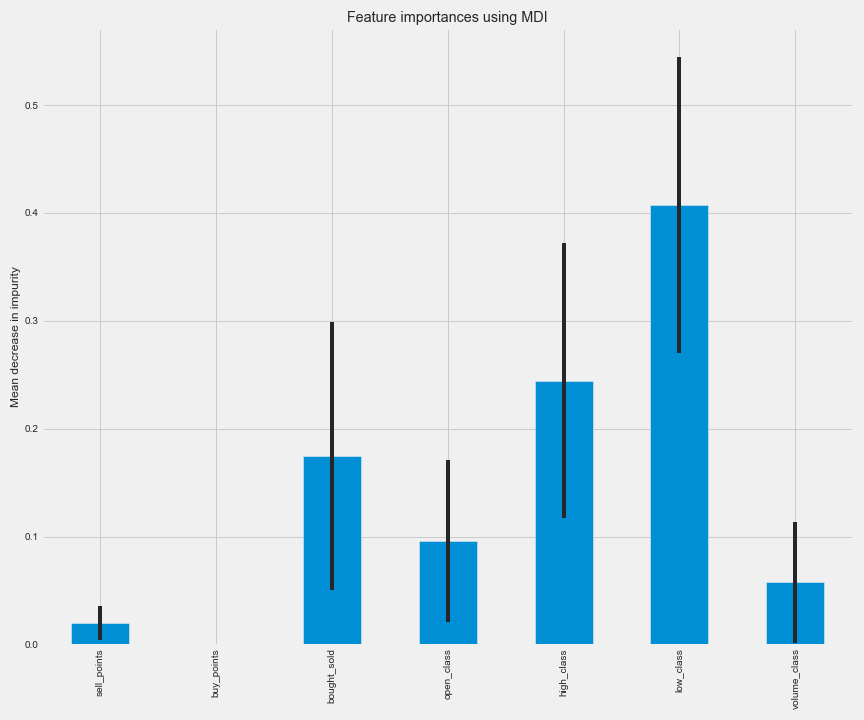 Feature importances using MDI
Mean decrease in impurity
0.5
0.4
0.3
0.2
0.1
0.0
sell_points
buy_points
bought_sold
open_class
high_class
low_class
volume_class